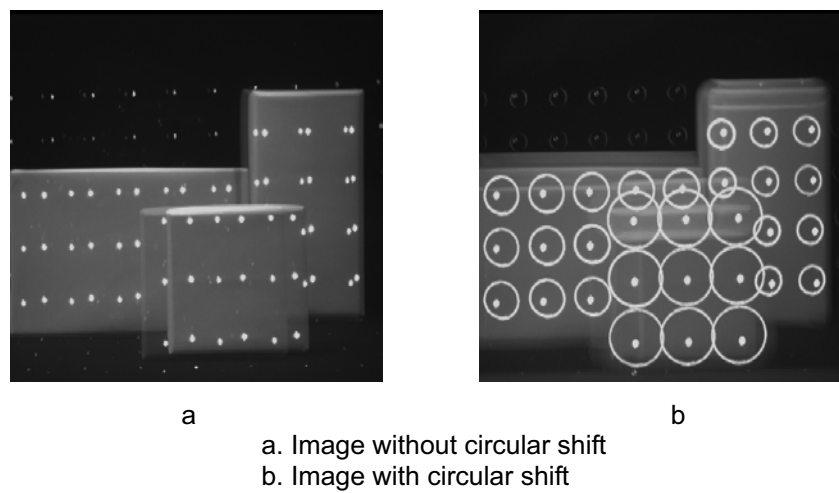 a
b
a. Image without circular shift
b. Image with circular shift